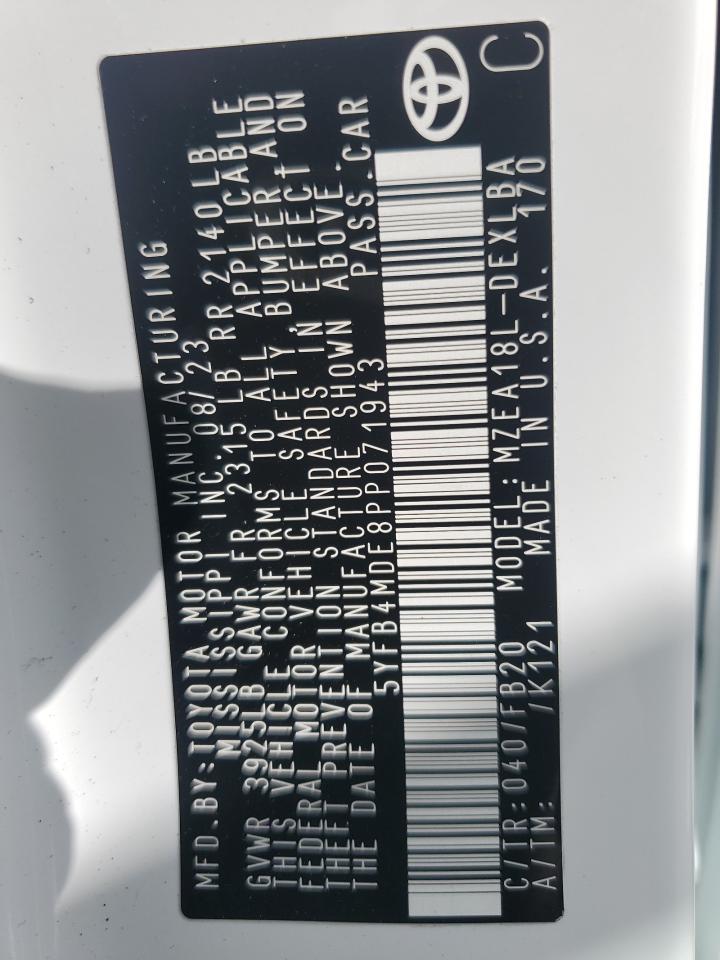 MFD.BY:TOYOTA MOTOR MANUFACTURING
MISSISSIPPI INC. 08/23
GVWR 3925LB GAWR FR 2315 LB RR 2140LB
THIS VEHICLE CONFORMS TO ALL APPLICABLE
FEDERAL MOTOR VEHICLE SAFETY, BUMPER AND
THEFT PREVENTION STANDARDS IN EFFECT ON
THE DATE OF MANUFACTURE SHOWN ABOVE.
5YFB4MDE8PP071943 PASS.CAR
C/TR:040/FB20 MODEL:MZEA18L-DEXLBA
A/TM: /K121 MADE IN U.S.A. 170
C